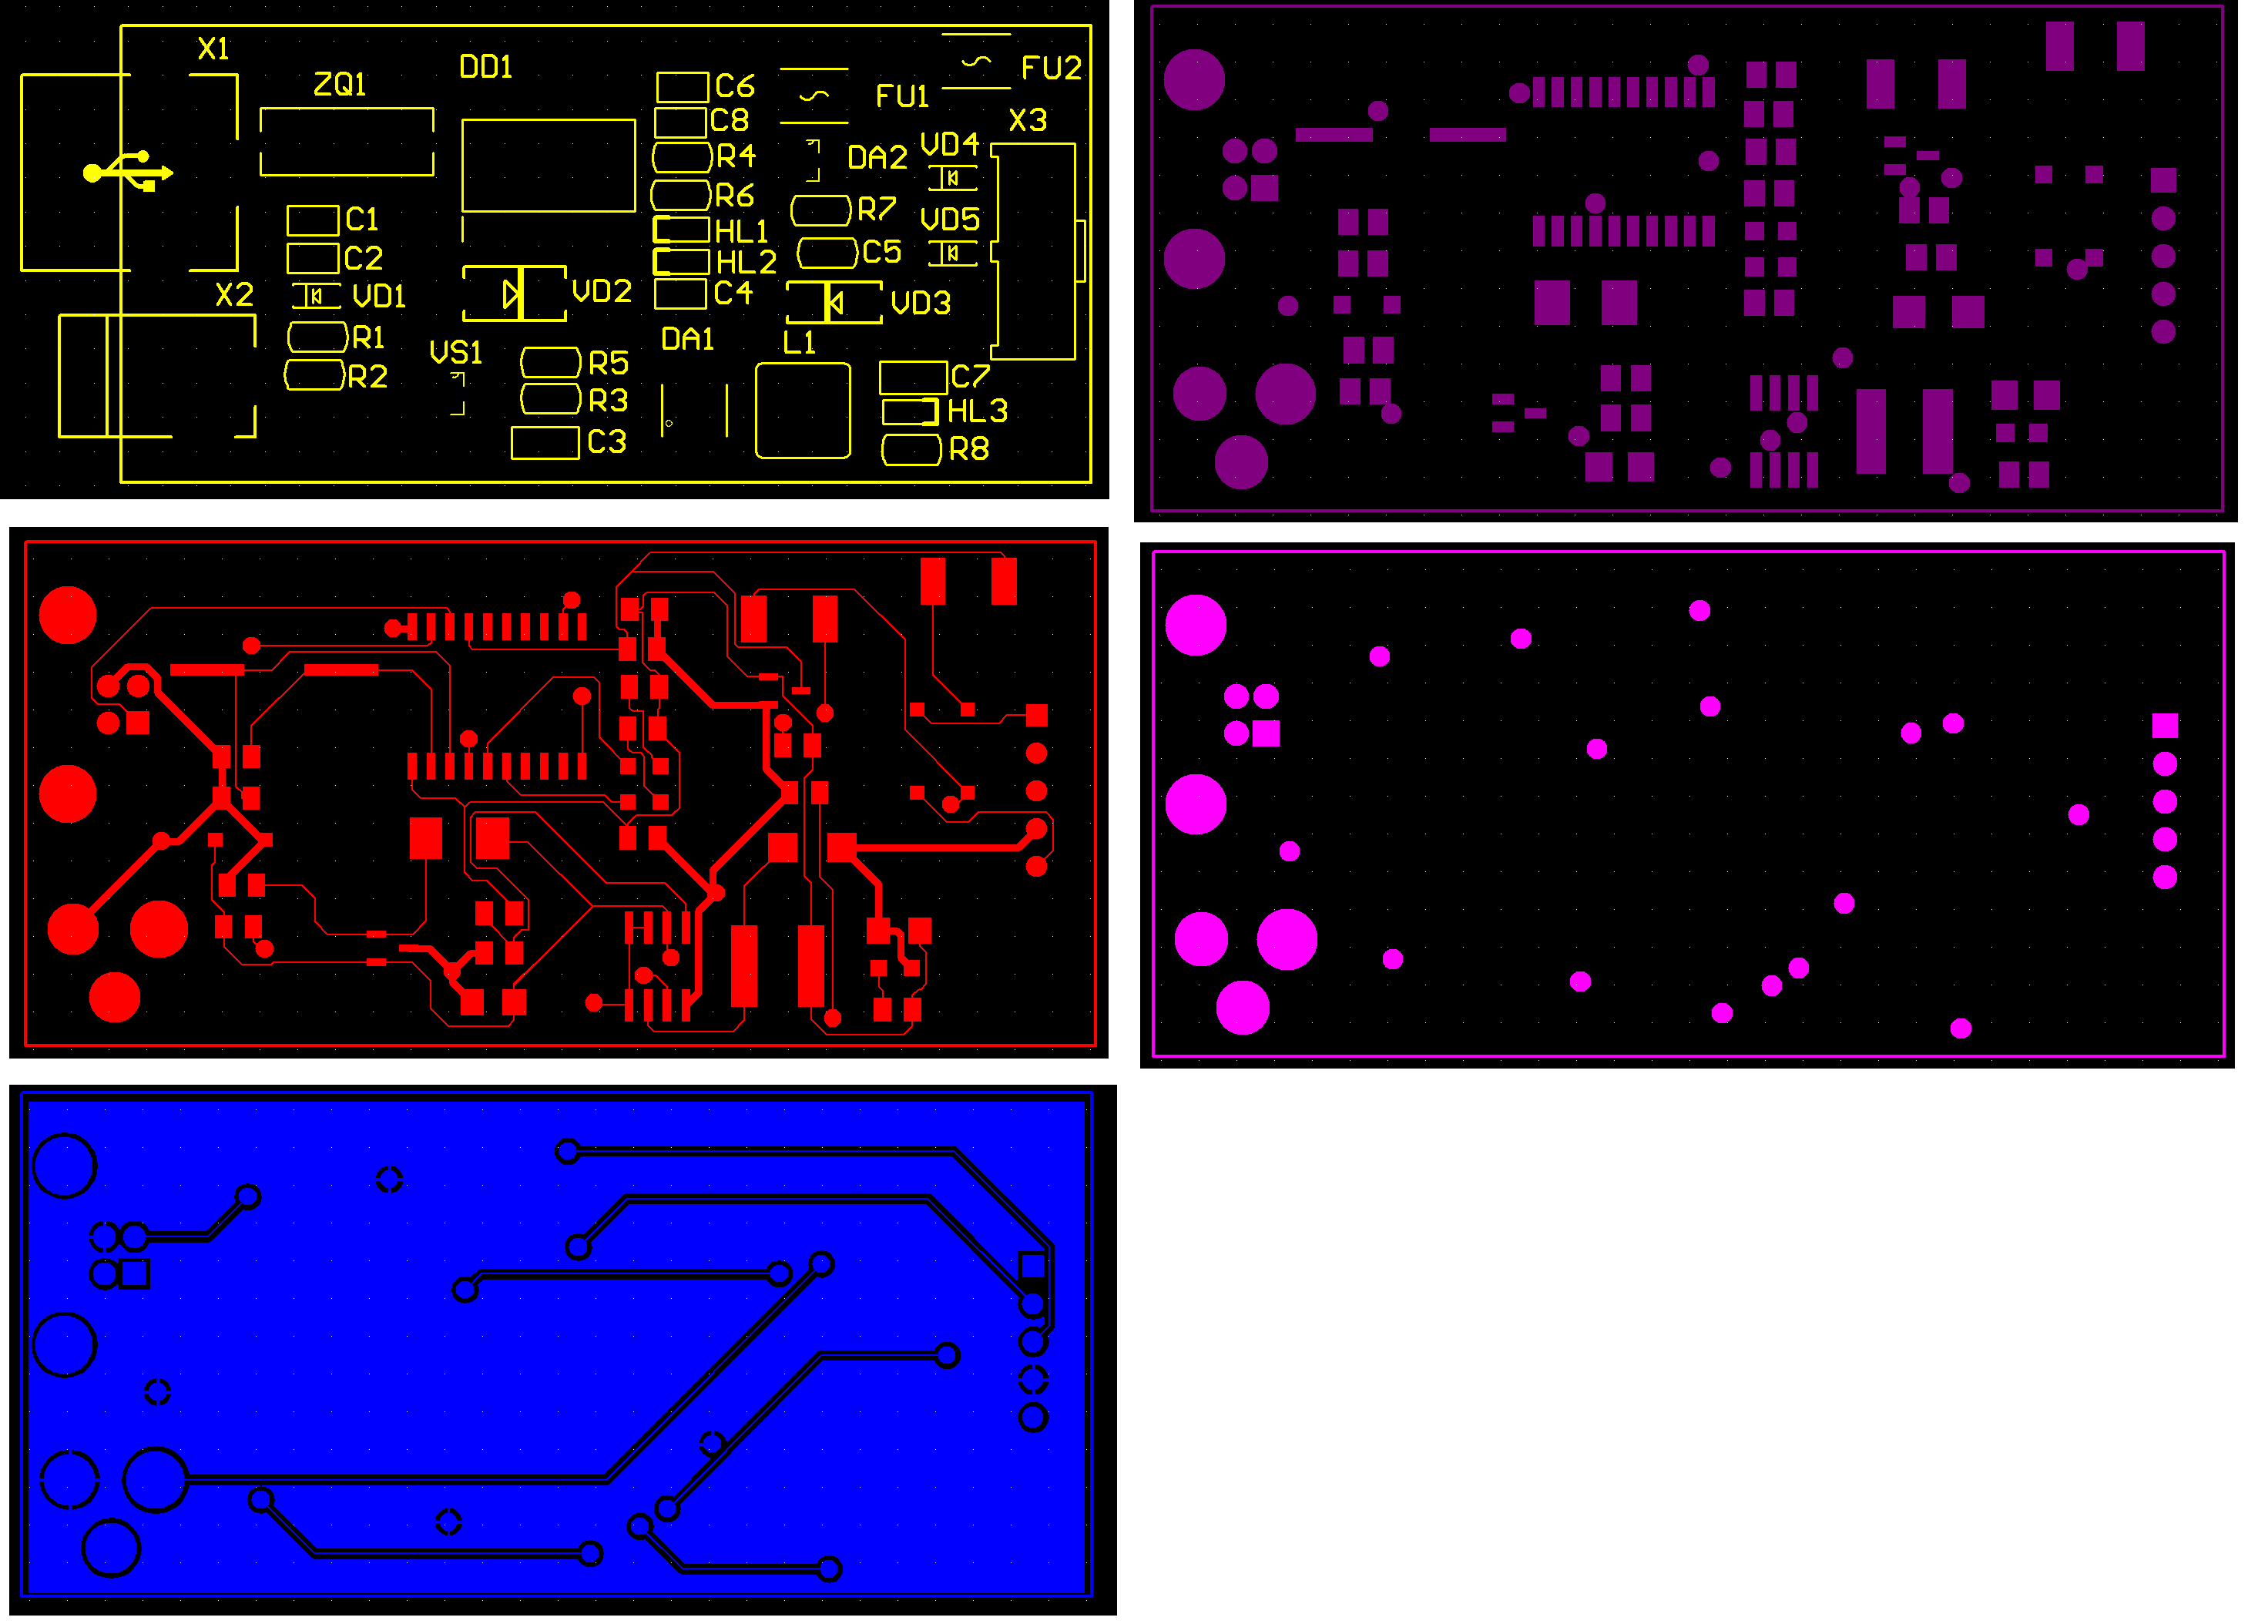 X1
ZQ1
DD1
C6
FU1
FU2
C8
X3
R4
DA2
VD4
R6
R7
C1
HL1
VD5
C2
HL2
C5
X2
VD1
VD2
C4
VD3
R1
VS1
DA1
L1
R5
R2
R3
C7
HL3
C3
R8